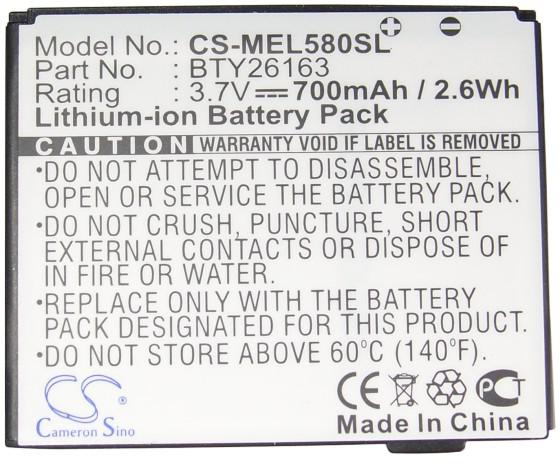 Model No. : CS-MEL580SL
Part No. : BTY26163
Rating : 3.7V⎓700mAh / 2.6Wh
Lithium-ion Battery Pack
CAUTION WARRANTY VOID IF LABEL IS REMOVED
•DO NOT ATTEMPT TO DISASSEMBLE,
OPEN OR SERVICE THE BATTERY PACK.
•DO NOT CRUSH, PUNCTURE, SHORT
EXTERNAL CONTACTS OR DISPOSE OF
IN FIRE OR WATER.
•REPLACE ONLY WITH THE BATTERY
PACK DESIGNATED FOR THIS PRODUCT.
•DO NOT STORE ABOVE 60°C (140°F).
CS
Cameron Sino
CE PCT
Made In China